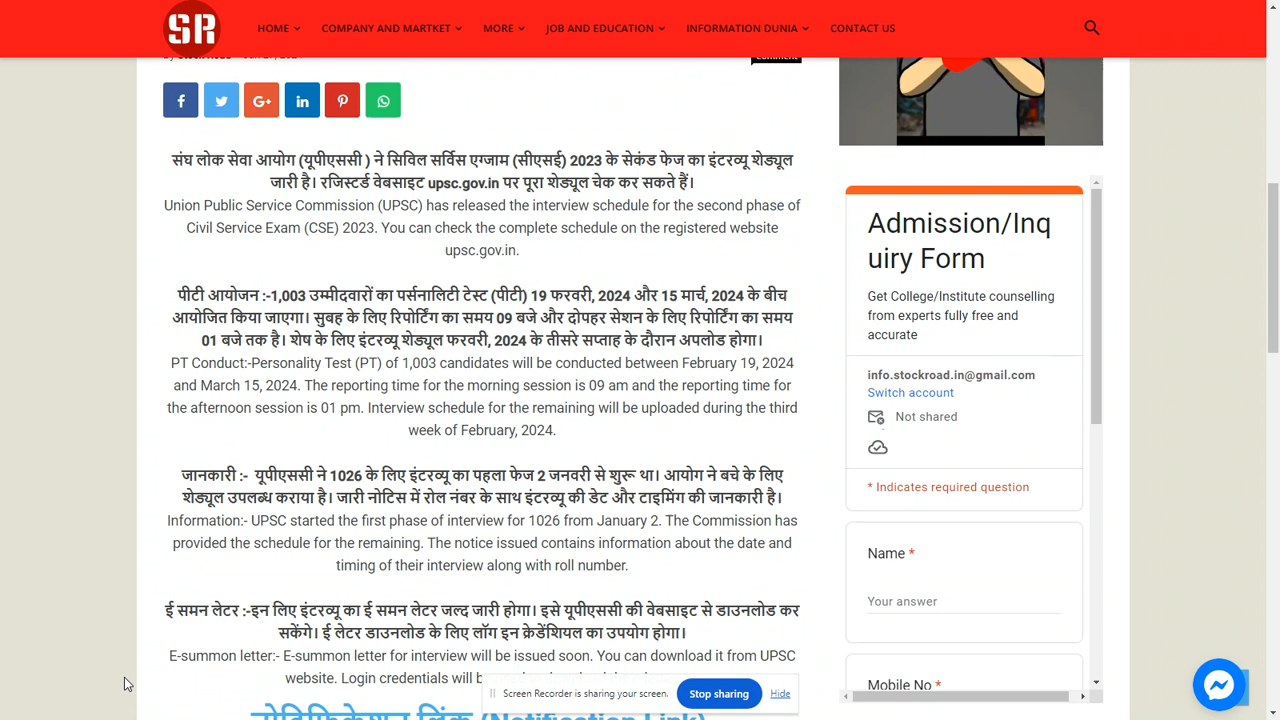 SR
HOME
COMPANY AND MARTKET
MORE
JOB AND EDUCATION
INFORMATION DUNIA
CONTACT US
संघ लोक सेवा आयोग (यूपीएससी ) ने सिविल सर्विस एग्जाम (सीएसई) 2023 के सेकंड फेज का इंटरव्यू शेड्यूल
जारी है। रजिस्टर्ड वेबसाइट upsc.gov.in पर पूरा शेड्यूल चेक कर सकते हैं।
Union Public Service Commission (UPSC) has released the interview schedule for the second phase of
Civil Service Exam (CSE) 2023. You can check the complete schedule on the registered website
upsc.gov.in.
पीटी आयोजन :-1,003 उम्मीदवारों का पर्सनालिटी टेस्ट (पीटी) 19 फरवरी, 2024 और 15 मार्च, 2024 के बीच
आयोजित किया जाएगा। सुबह के लिए रिपोर्टिंग का समय 09 बजे और दोपहर सेशन के लिए रिपोर्टिंग का समय
01 बजे तक है। शेष के लिए इंटरव्यू शेड्यूल फरवरी, 2024 के तीसरे सप्ताह के दौरान अपलोड होगा।
PT Conduct:-Personality Test (PT) of 1,003 candidates will be conducted between February 19, 2024
and March 15, 2024. The reporting time for the morning session is 09 am and the reporting time for
the afternoon session is 01 pm. Interview schedule for the remaining will be uploaded during the third
week of February, 2024.
जानकारी :-  यूपीएससी ने 1026 के लिए इंटरव्यू का पहला फेज 2 जनवरी से शुरू था। आयोग ने बचे के लिए
शेड्यूल उपलब्ध कराया है। जारी नोटिस में रोल नंबर के साथ इंटरव्यू की डेट और टाइमिंग की जानकारी है।
Information:- UPSC started the first phase of interview for 1026 from January 2. The Commission has
provided the schedule for the remaining. The notice issued contains information about the date and
timing of their interview along with roll number.
ई समन लेटर :-इन लिए इंटरव्यू का ई समन लेटर जल्द जारी होगा। इसे यूपीएससी की वेबसाइट से डाउनलोड कर
सकेंगे। ई लेटर डाउनलोड के लिए लॉग इन क्रेडेंशियल का उपयोग होगा।
E-summon letter:- E-summon letter for interview will be issued soon. You can download it from UPSC
website. Login credentials will
नोटिफिकेशन लिंक (Notification Link)
Admission/Inq
uiry Form
Get College/Institute counselling
from experts fully free and
accurate
info.stockroad.in@gmail.com
Switch account
Not shared
* Indicates required question
Name *
Your answer
Mobile No *
Screen Recorder is sharing your screen.
Stop sharing
Hide